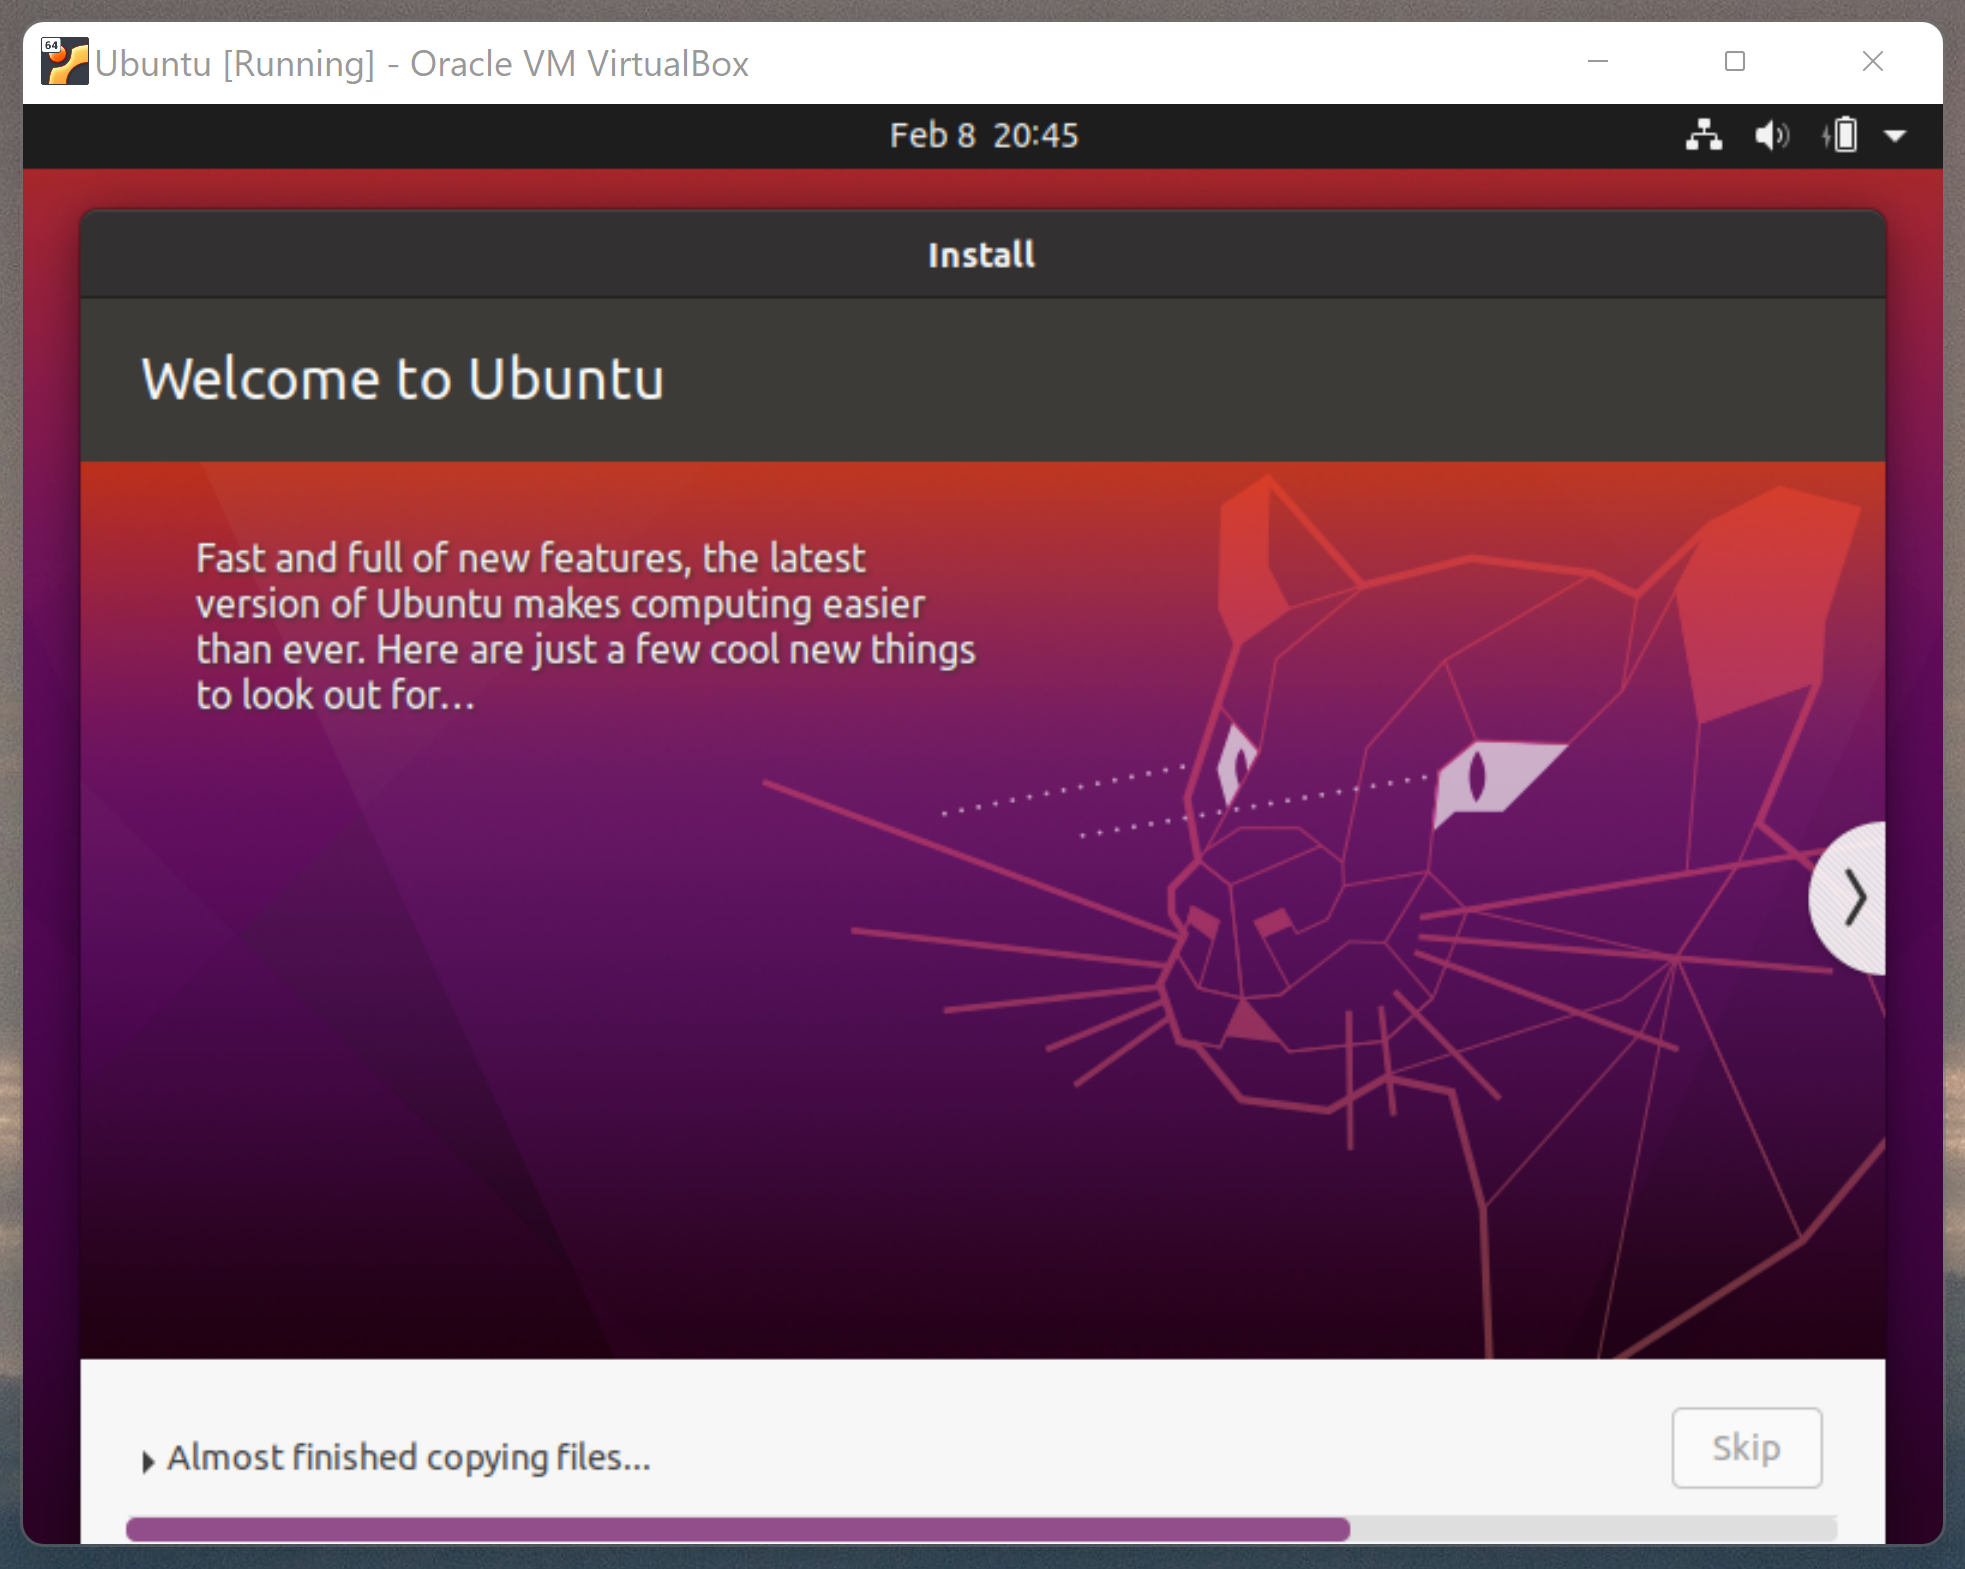 64
Ubuntu [Running] - Oracle VM VirtualBox
Feb 8 20:45
Install
Welcome to Ubuntu
Fast and full of new features, the latest
version of Ubuntu makes computing easier
than ever. Here are just a few cool new things
to look out for...
Almost finished copying files...
Skip